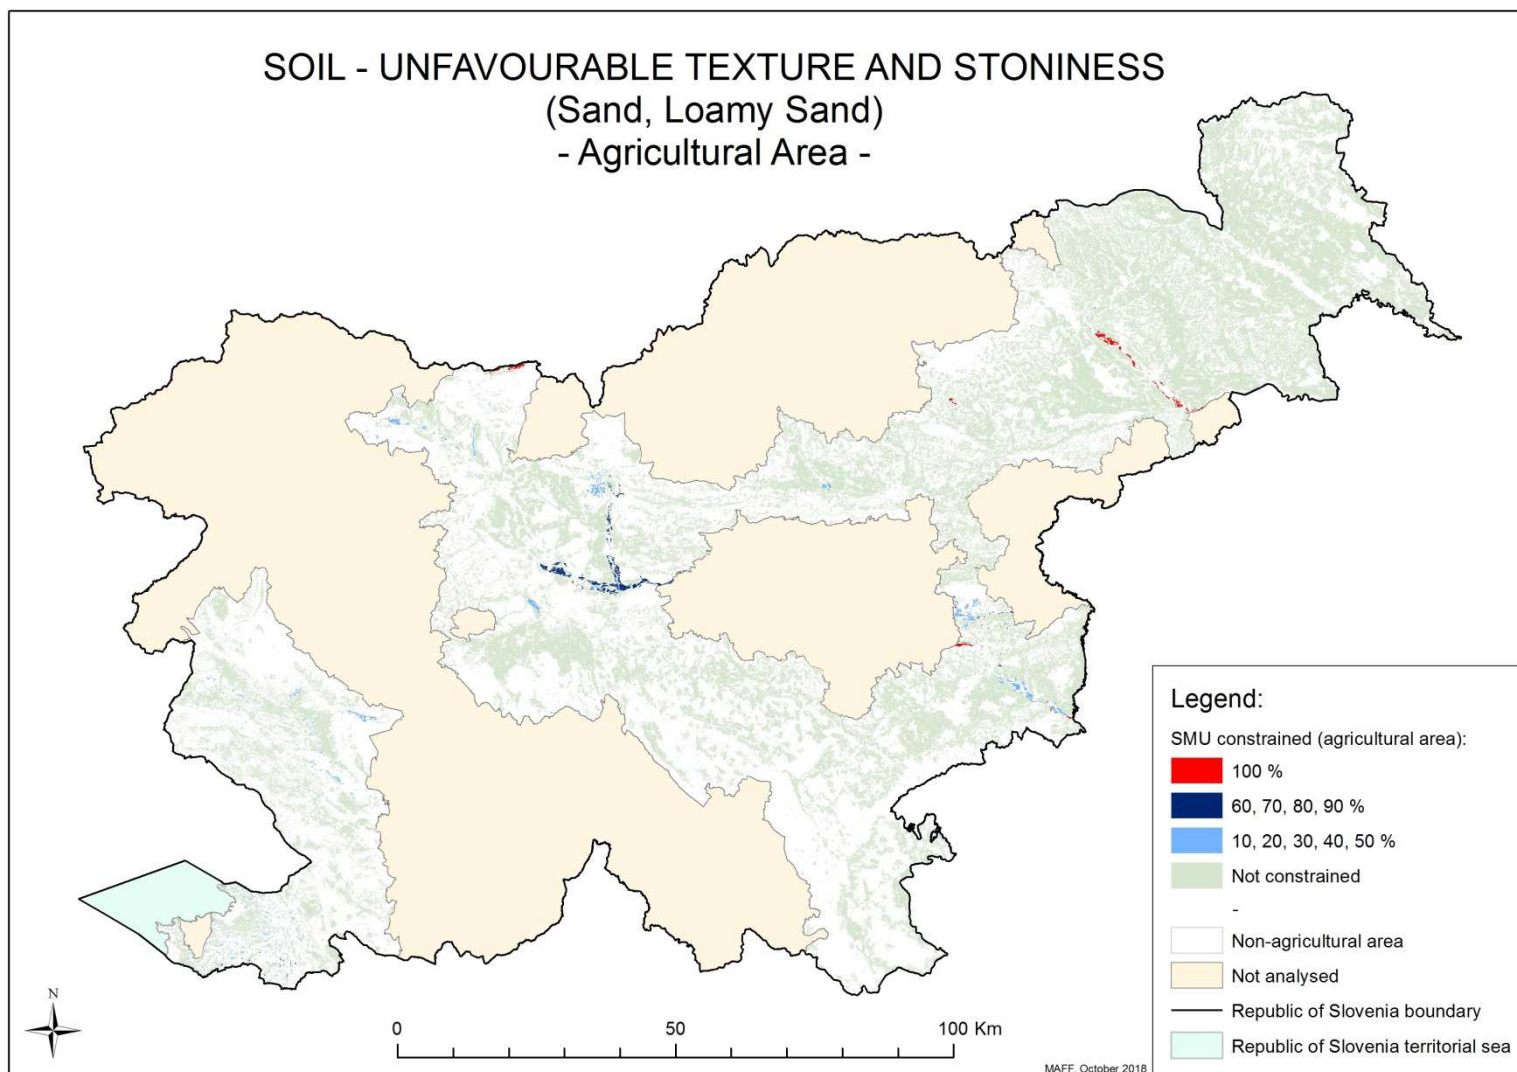 SOIL - UNFAVOURABLE TEXTURE AND STONINESS
(Sand, Loamy Sand)
- Agricultural Area -
Legend:
SMU constrained (agricultural area):
100 %
60, 70, 80, 90 %
10, 20, 30, 40, 50 %
Not constrained
-
Non-agricultural area
Not analysed
Republic of Slovenia boundary
Republic of Slovenia territorial sea
N
0 50 100 Km
MAFF, October 2018